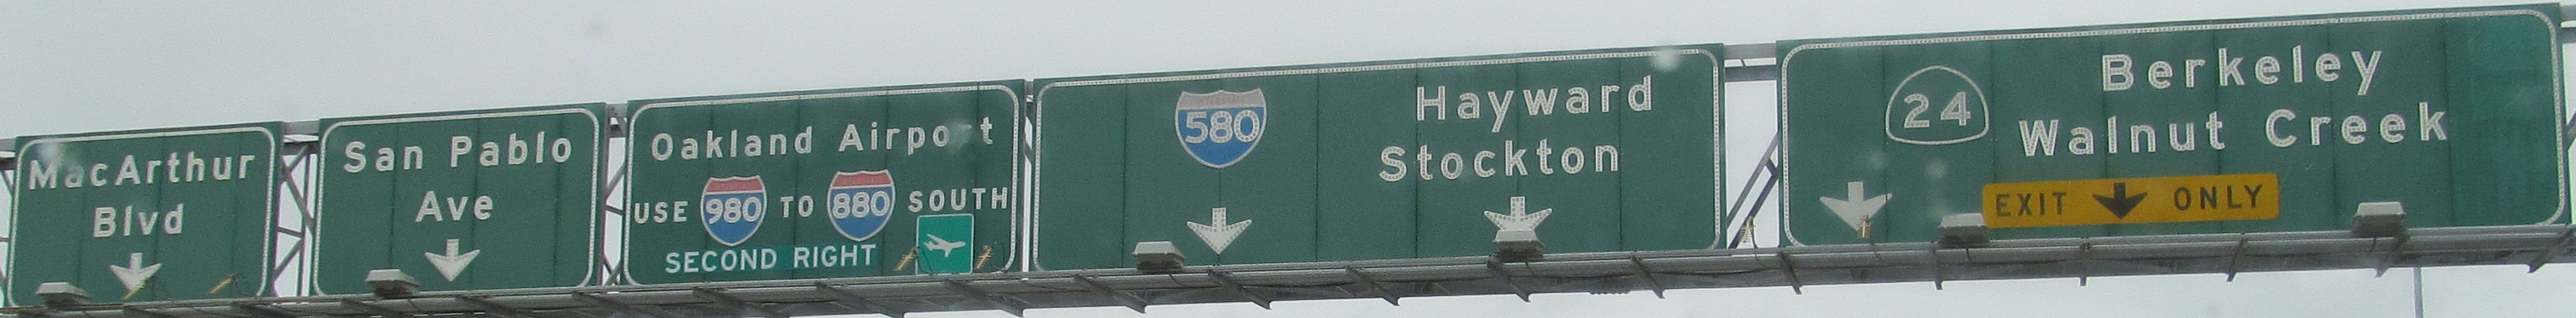 MacArthur
Blvd
San Pablo
Ave
Oakland Airport
USE 980 TO 880 SOUTH
SECOND RIGHT
580
Hayward
Stockton
24
Berkeley
Walnut Creek
EXIT ONLY